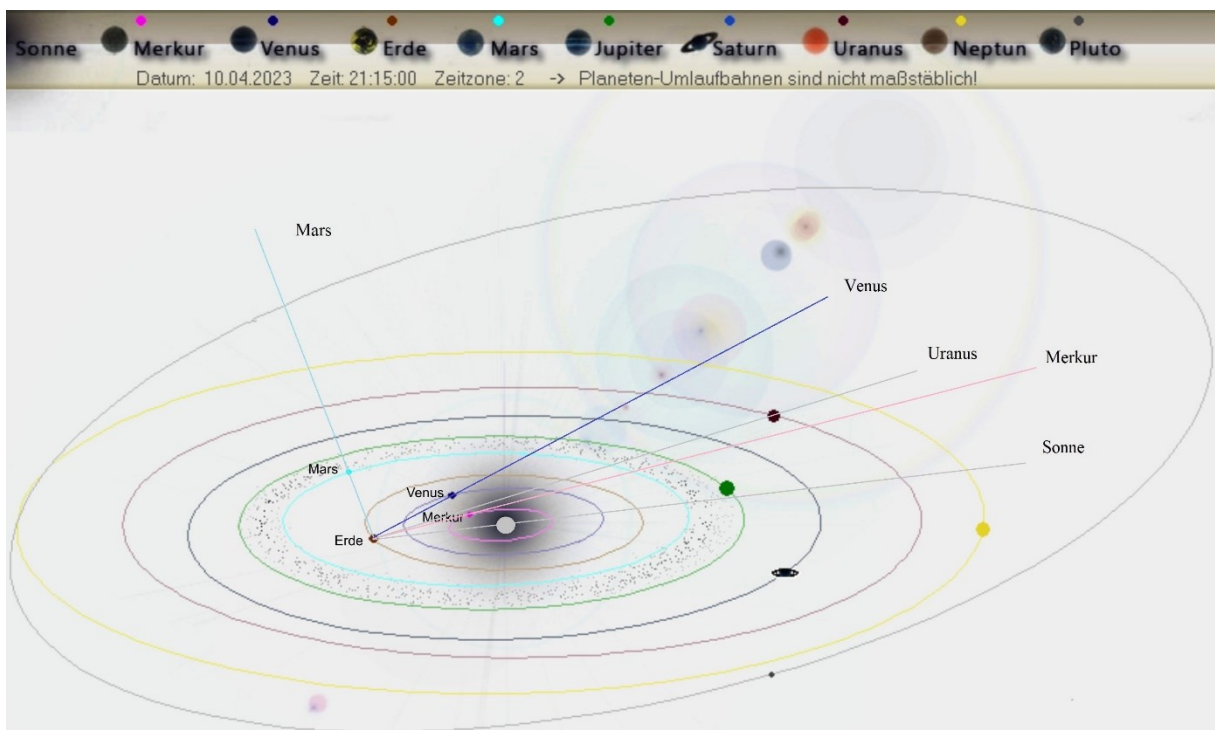 Sonne Merkur Venus Erde Mars Jupiter Saturn Uranus Neptun Pluto
Datum: 10.04.2023 Zeit: 21:15:00 Zeitzone: 2 -> Planeten-Umlaufbahnen sind nicht maßstäblich!
Mars
Venus
Uranus
Merkur
Sonne
Mars
Venus
Merkur
Erde